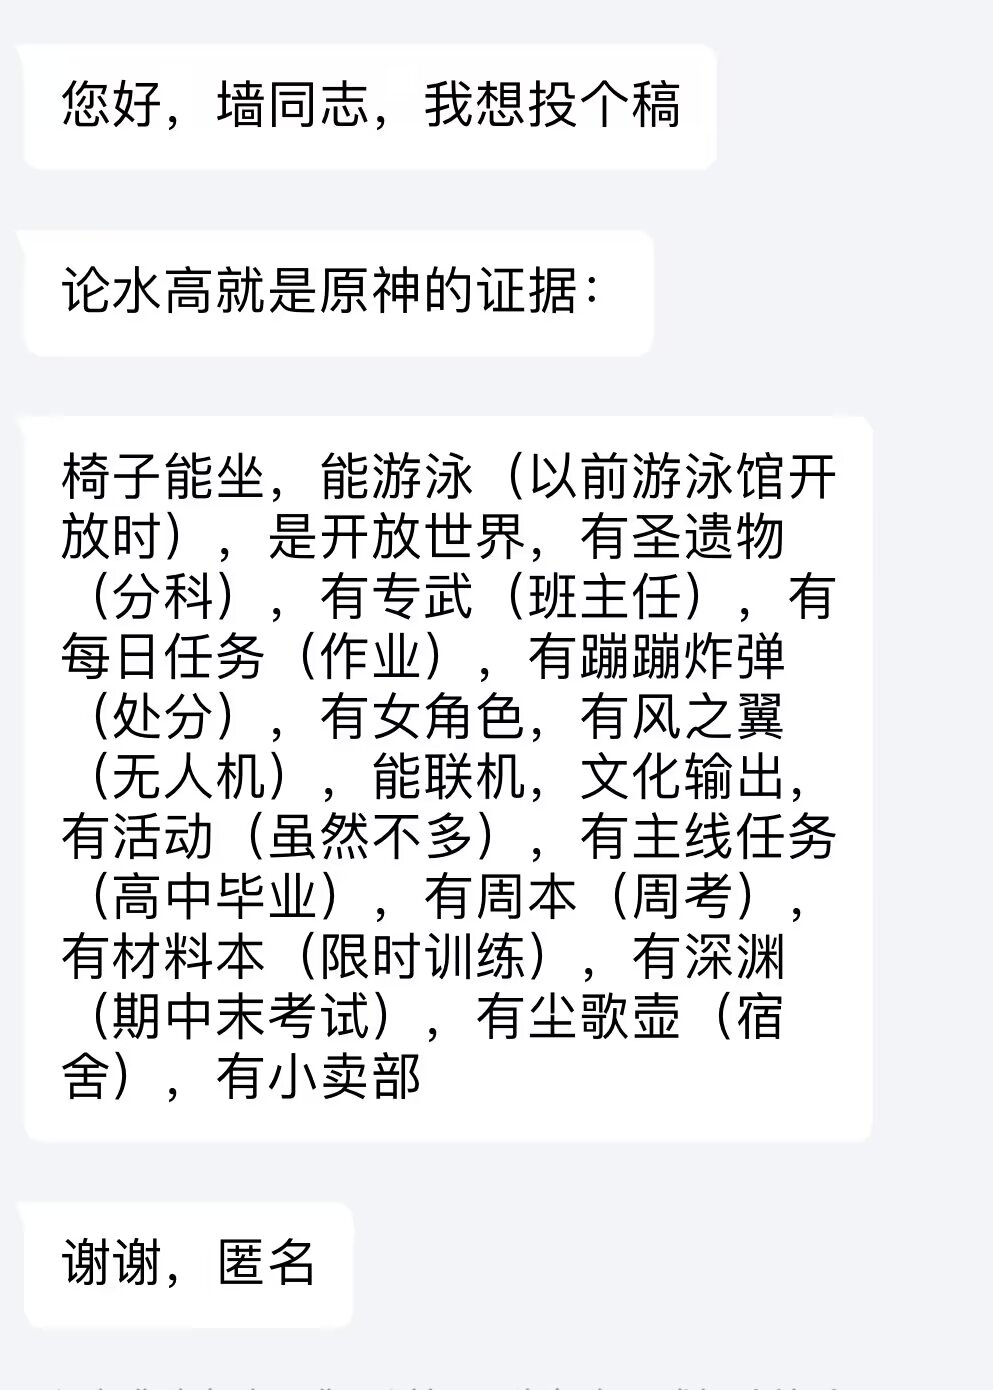 您好，墙同志，我想投个稿
论水高就是原神的证据：
椅子能坐，能游泳（以前游泳馆开
放时），是开放世界，有圣遗物
（分科），有专武（班主任），有
每日任务（作业），有蹦蹦炸弹
（处分），有女角色，有风之翼
（无人机），能联机，文化输出，
有活动（虽然不多），有主线任务
（高中毕业），有周本（周考），
有材料本（限时训练），有深渊
（期中末考试），有尘歌壶（宿
舍），有小卖部
谢谢，匿名